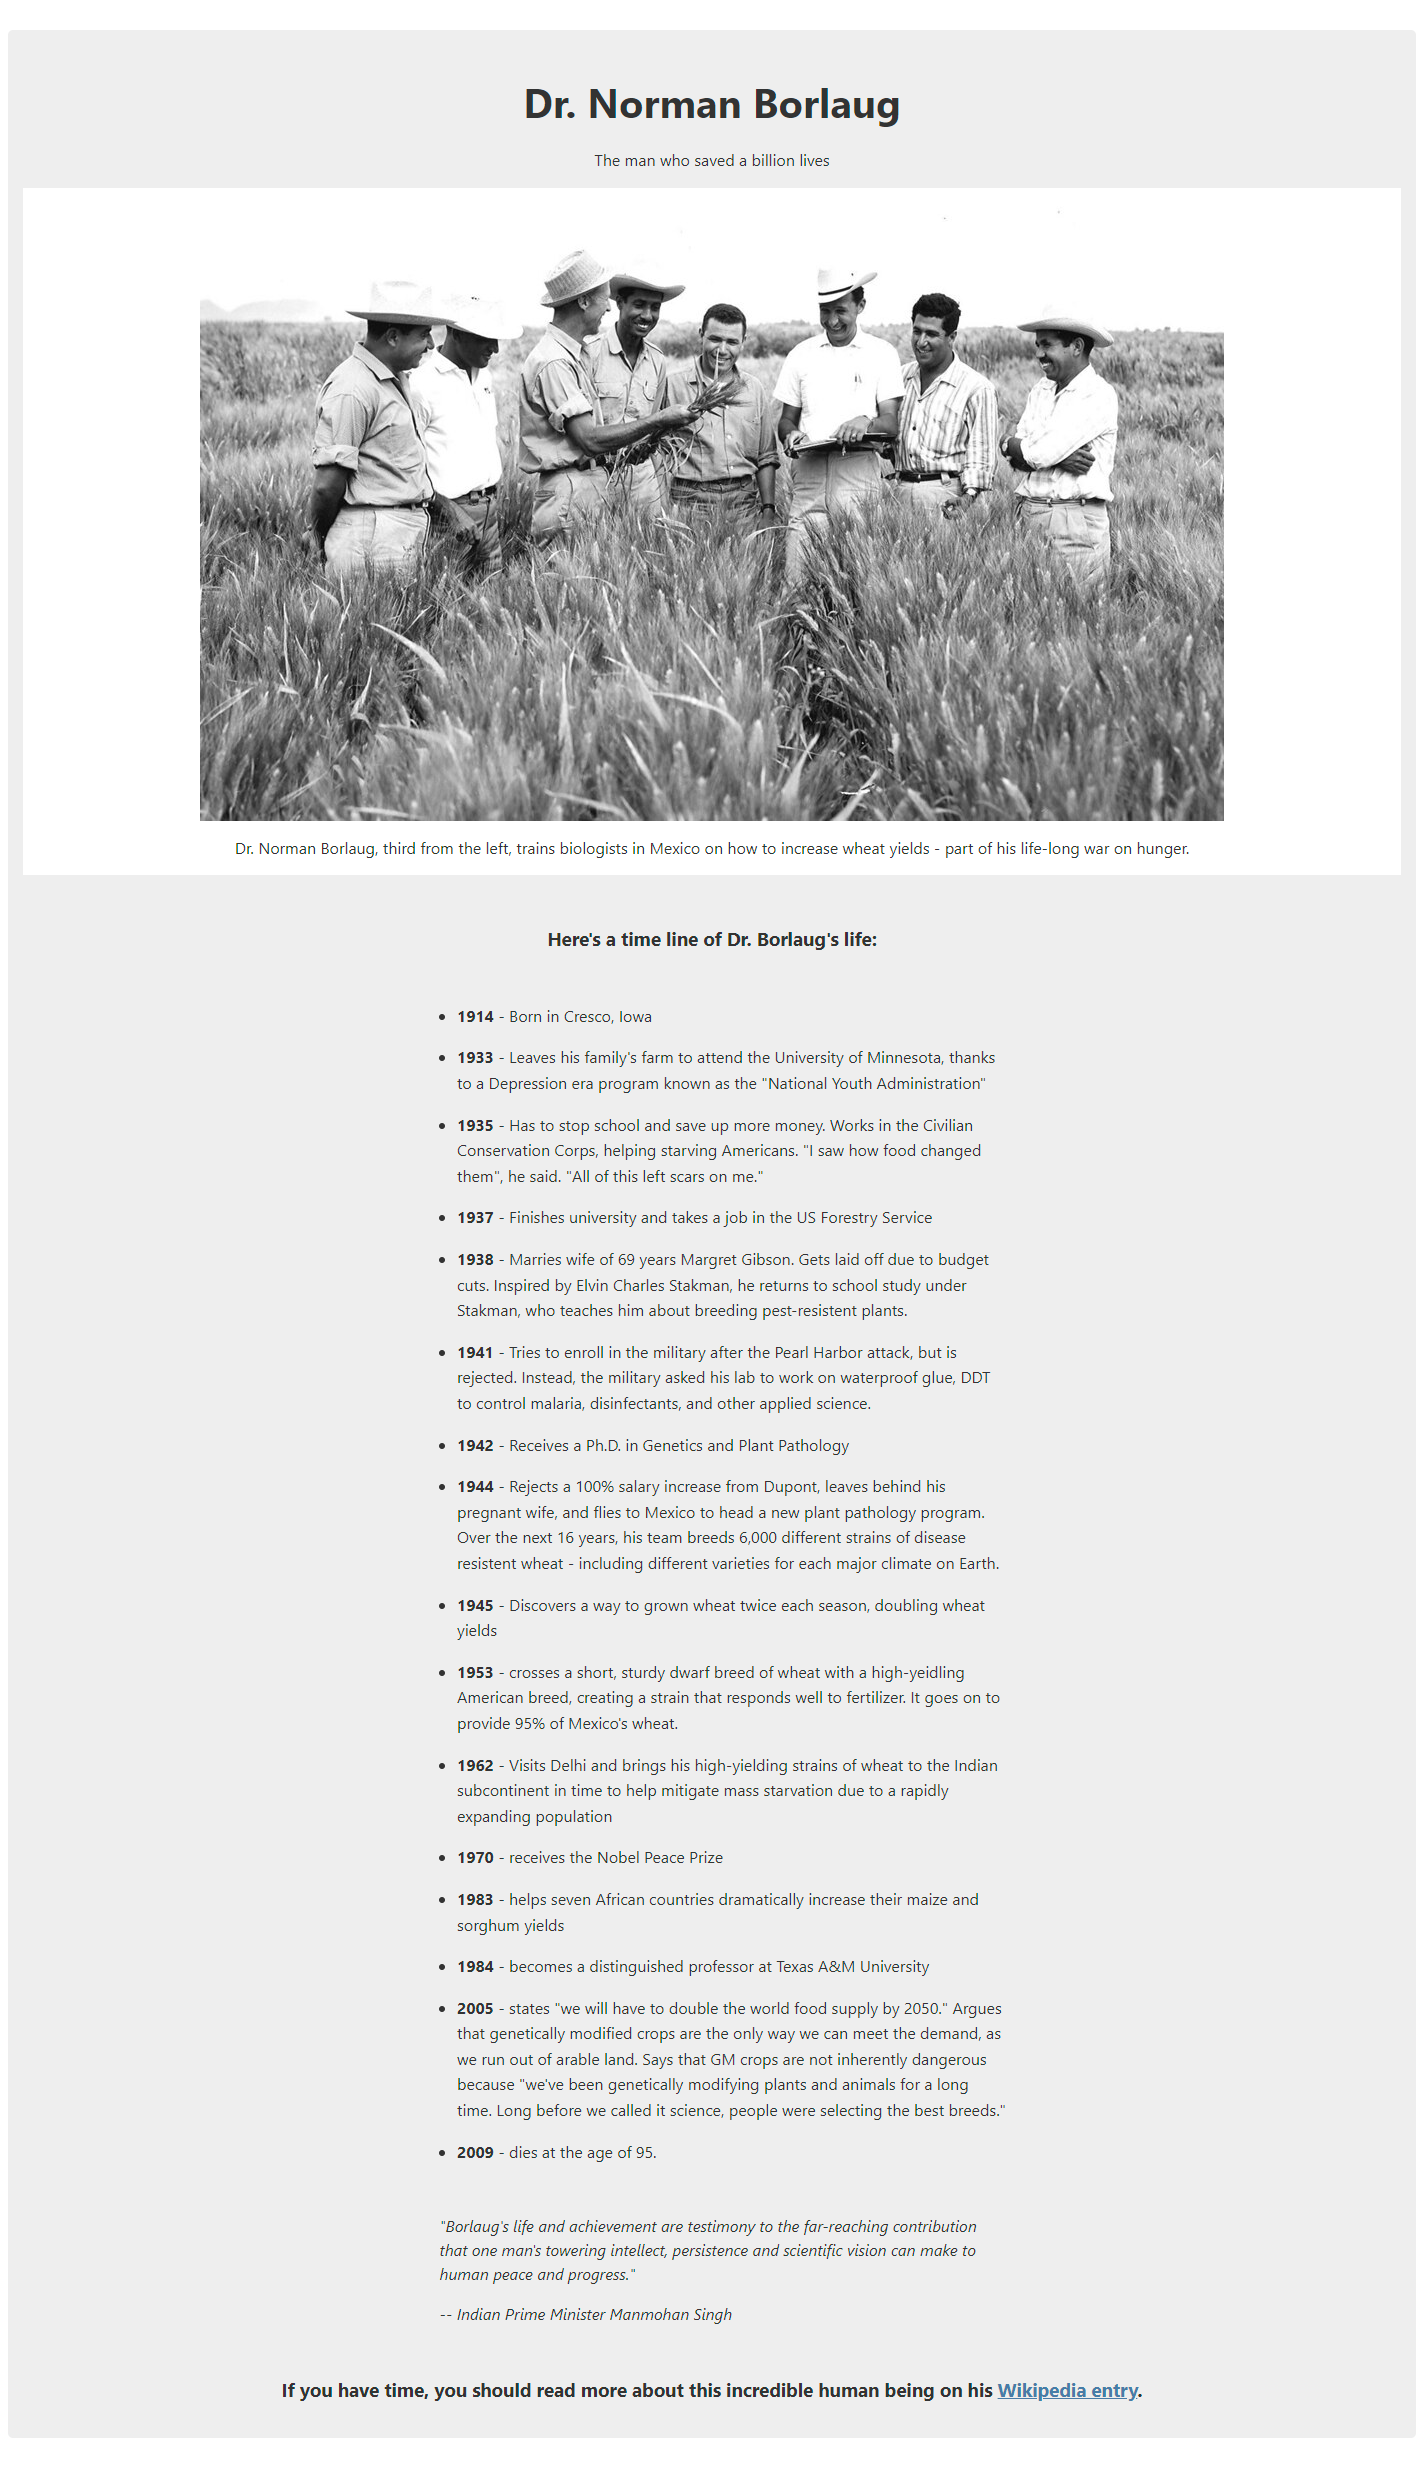 Dr. Norman Borlaug
The man who saved a billion lives
Dr. Norman Borlaug, third from the left, trains biologists in Mexico on how to increase wheat yields - part of his life-long war on hunger.
Here's a time line of Dr. Borlaug's life:
• 1914 - Born in Cresco, Iowa
• 1933 - Leaves his family's farm to attend the University of Minnesota, thanks
to a Depression era program known as the "National Youth Administration"
• 1935 - Has to stop school and save up more money. Works in the Civilian
Conservation Corps, helping starving Americans. "I saw how food changed
them", he said. "All of this left scars on me."
• 1937 - Finishes university and takes a job in the US Forestry Service
• 1938 - Marries wife of 69 years Margret Gibson. Gets laid off due to budget
cuts. Inspired by Elvin Charles Stakman, he returns to school study under
Stakman, who teaches him about breeding pest-resistent plants.
• 1941 - Tries to enroll in the military after the Pearl Harbor attack, but is
rejected. Instead, the military asked his lab to work on waterproof glue, DDT
to control malaria, disinfectants, and other applied science.
• 1942 - Receives a Ph.D. in Genetics and Plant Pathology
• 1944 - Rejects a 100% salary increase from Dupont, leaves behind his
pregnant wife, and flies to Mexico to head a new plant pathology program.
Over the next 16 years, his team breeds 6,000 different strains of disease
resistent wheat - including different varieties for each major climate on Earth.
• 1945 - Discovers a way to grown wheat twice each season, doubling wheat
yields
• 1953 - crosses a short, sturdy dwarf breed of wheat with a high-yeidling
American breed, creating a strain that responds well to fertilizer. It goes on to
provide 95% of Mexico's wheat.
• 1962 - Visits Delhi and brings his high-yielding strains of wheat to the Indian
subcontinent in time to help mitigate mass starvation due to a rapidly
expanding population
• 1970 - receives the Nobel Peace Prize
• 1983 - helps seven African countries dramatically increase their maize and
sorghum yields
• 1984 - becomes a distinguished professor at Texas A&M University
• 2005 - states "we will have to double the world food supply by 2050." Argues
that genetically modified crops are the only way we can meet the demand, as
we run out of arable land. Says that GM crops are not inherently dangerous
because "we've been genetically modifying plants and animals for a long
time. Long before we called it science, people were selecting the best breeds."
• 2009 - dies at the age of 95.
"Borlaug's life and achievement are testimony to the far-reaching contribution
that one man's towering intellect, persistence and scientific vision can make to
human peace and progress."
-- Indian Prime Minister Manmohan Singh
If you have time, you should read more about this incredible human being on his Wikipedia entry.